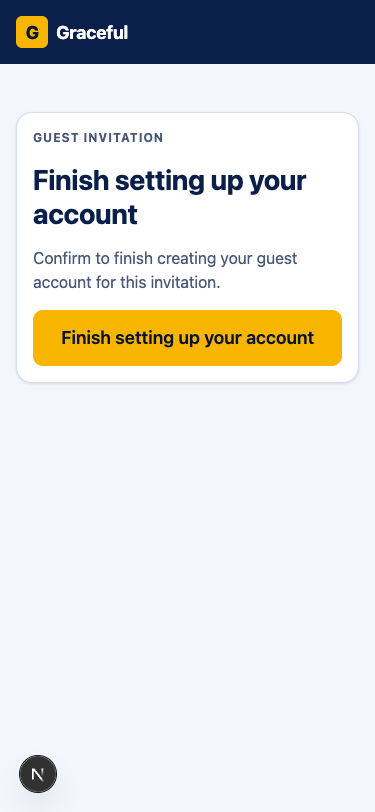 G Graceful
GUEST INVITATION
Finish setting up your
account
Confirm to finish creating your guest
account for this invitation.
Finish setting up your account
N